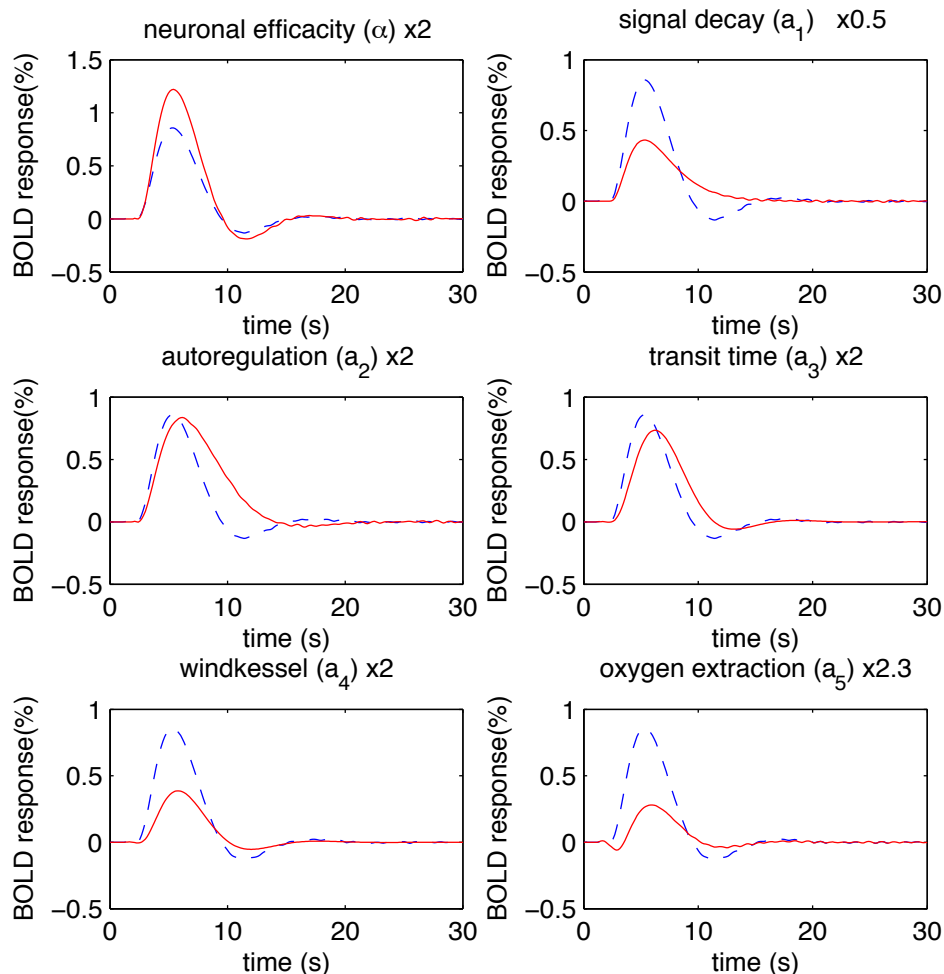 neuronal efficacity (α) x2
BOLD response(%)
1.5
1
0.5
0
−0.5
0 10 20 30
time (s)
signal decay (a1) x0.5
BOLD response(%)
1
0.5
0
−0.5
0 10 20 30
time (s)
autoregulation (a2) x2
BOLD response(%)
1
0.5
0
−0.5
0 10 20 30
time (s)
transit time (a3) x2
BOLD response(%)
1
0.5
0
−0.5
0 10 20 30
time (s)
windkessel (a4) x2
BOLD response(%)
1
0.5
0
−0.5
0 10 20 30
time (s)
oxygen extraction (a5) x2.3
BOLD response(%)
1
0.5
0
−0.5
0 10 20 30
time (s)